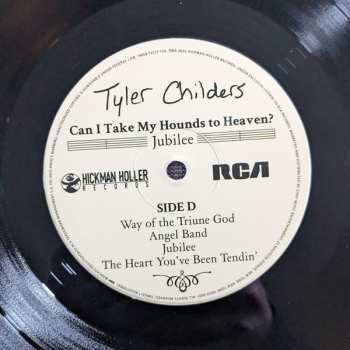 Tyler Childers
Can I Take My Hounds to Heaven?
Jubilee
HICKMAN HOLLER
RECORDS
RCA
SIDE D
Way of the Triune God
Angel Band
Jubilee
The Heart You've Been Tendin'